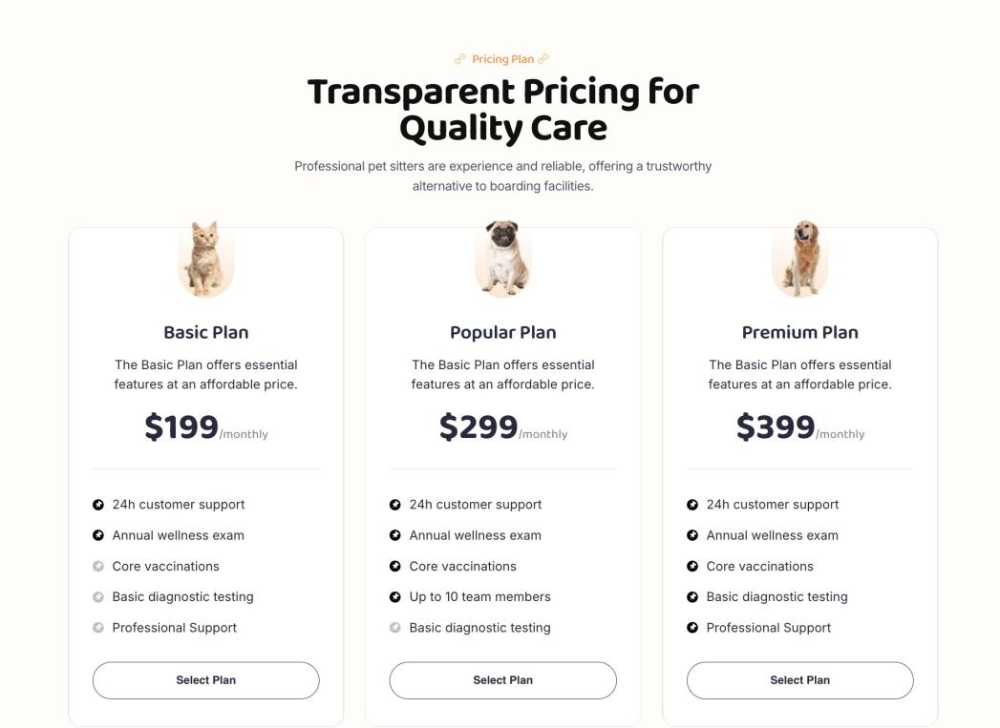 Pricing Plan
Transparent Pricing for
Quality Care
Professional pet sitters are experience and reliable, offering a trustworthy
alternative to boarding facilities.
Basic Plan
The Basic Plan offers essential
features at an affordable price.
$199/monthly
24h customer support
Annual wellness exam
Core vaccinations
Basic diagnostic testing
Professional Support
Select Plan
Popular Plan
The Basic Plan offers essential
features at an affordable price.
$299/monthly
24h customer support
Annual wellness exam
Core vaccinations
Up to 10 team members
Basic diagnostic testing
Select Plan
Premium Plan
The Basic Plan offers essential
features at an affordable price.
$399/monthly
24h customer support
Annual wellness exam
Core vaccinations
Basic diagnostic testing
Professional Support
Select Plan